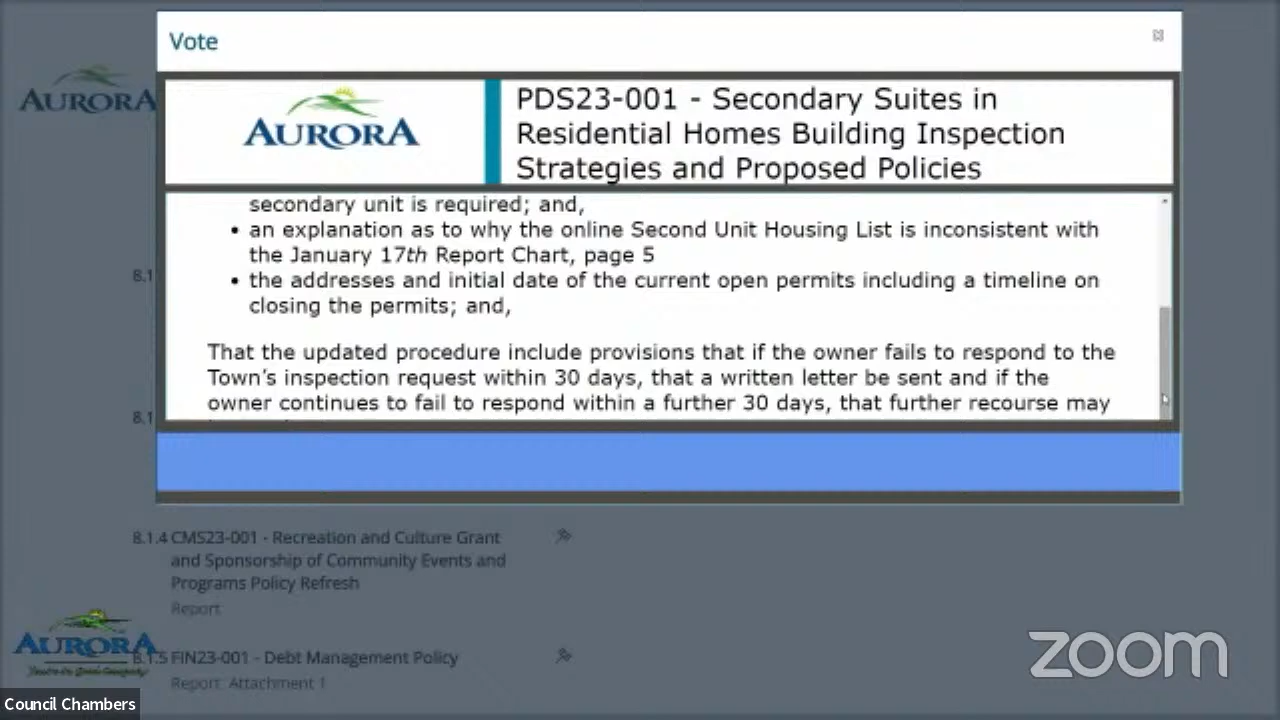 Vote
AURORA
AURORA
PDS23-001 - Secondary Suites in
Residential Homes Building Inspection
Strategies and Proposed Policies
secondary unit is required; and,
• an explanation as to why the online Second Unit Housing List is inconsistent with
the January 17th Report Chart, page 5
• the addresses and initial date of the current open permits including a timeline on
closing the permits; and,
That the updated procedure include provisions that if the owner fails to respond to the
Town's inspection request within 30 days, that a written letter be sent and if the
owner continues to fail to respond within a further 30 days, that further recourse may
8.1
8.1
8.1.4 CMS23-001 - Recreation and Culture Grant
and Sponsorship of Community Events and
Programs Policy Refresh
Report
AURORA
You're in Good Company
8.1.5 FIN23-001 - Debt Management Policy
Report Attachment 1
zoom
Council Chambers